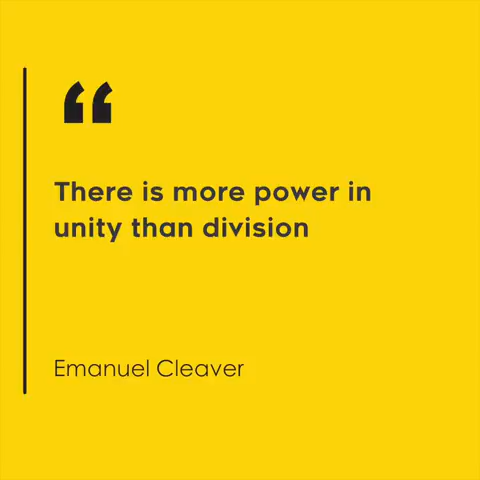 “
There is more power in
unity than division
Emanuel Cleaver